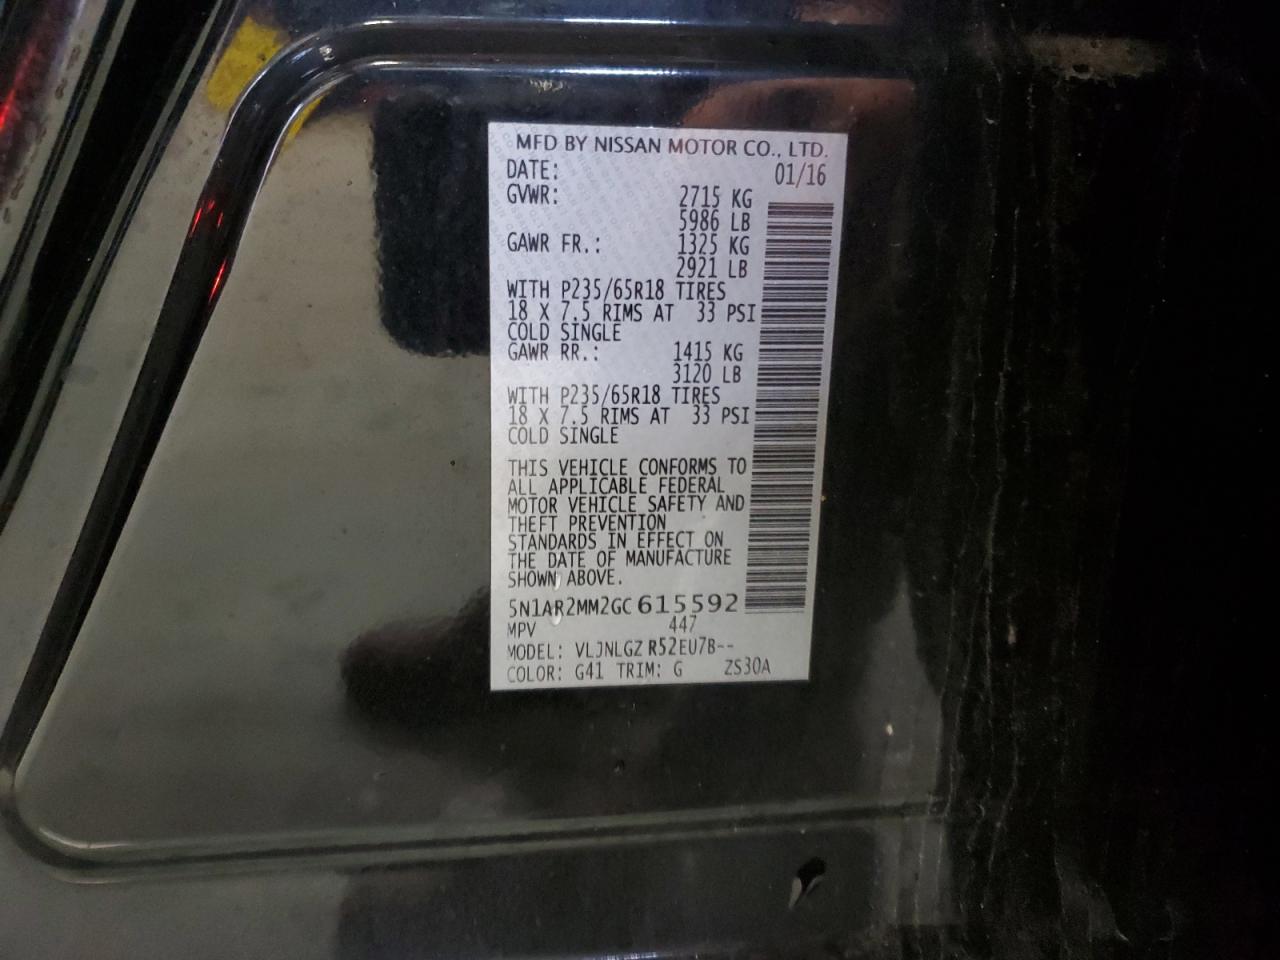 MFD BY NISSAN MOTOR CO., LTD.
DATE: 01/16
GVWR: 2715 KG
5986 LB
GAWR FR.: 1325 KG
2921 LB
WITH P235/65R18 TIRES
18 X 7.5 RIMS AT 33 PSI
COLD SINGLE
GAWR RR.: 1415 KG
3120 LB
WITH P235/65R18 TIRES
18 X 7.5 RIMS AT 33 PSI
COLD SINGLE
THIS VEHICLE CONFORMS TO
ALL APPLICABLE FEDERAL
MOTOR VEHICLE SAFETY AND
THEFT PREVENTION
STANDARDS IN EFFECT ON
THE DATE OF MANUFACTURE
SHOWN ABOVE.
5N1AR2MM2GC615592
MPV 447
MODEL: VLJNLGZ R52EU7B--
COLOR: G41 TRIM: G ZS30A